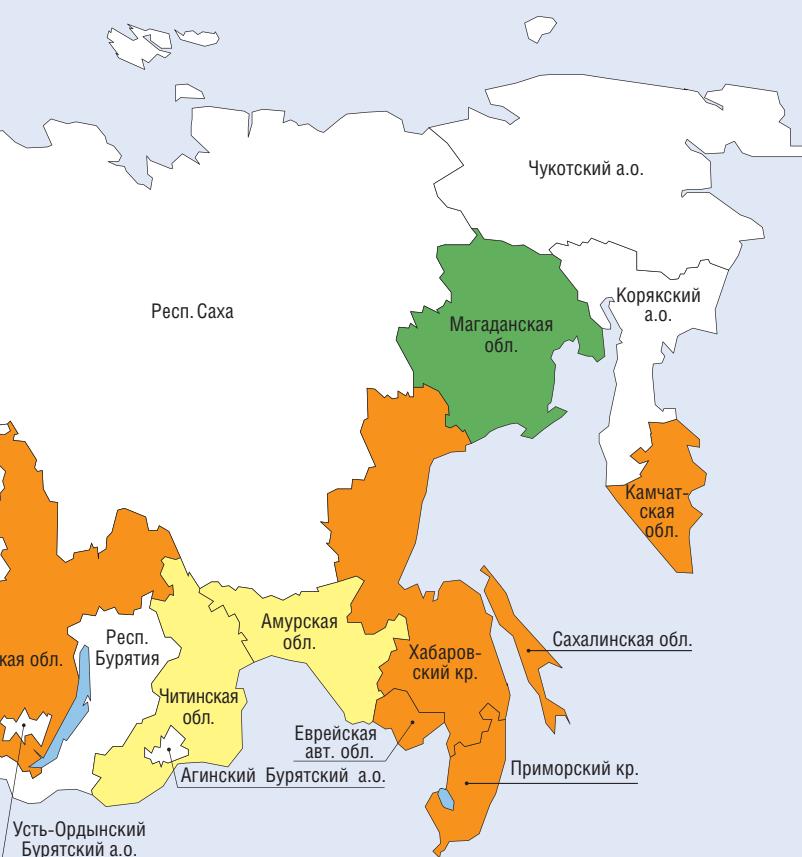 Чукотский а.о.
Корякский
а.о.
Респ. Саха
Магаданская
обл.
Камчат-
ская
обл.
Амурская
обл.
Респ.
Бурятия
кая обл.
Хабаров-
ский кр.
Сахалинская обл.
Читинская
обл.
Еврейская
авт. обл.
Агинский Бурятский а.о.
Приморский кр.
Усть-Ордынский
Бурятский а.о.